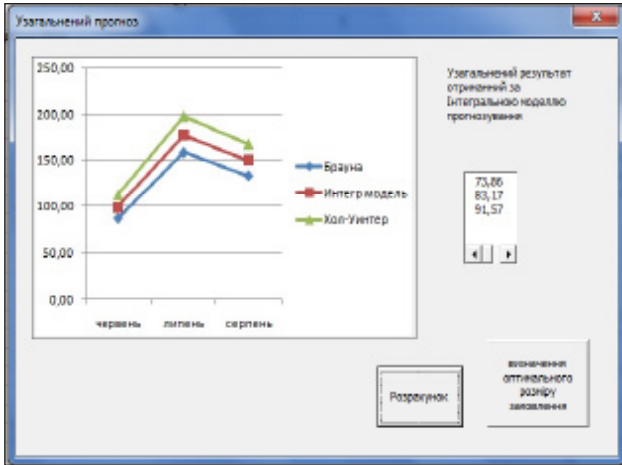 Узагальнений прогноз
250,00
200,00
150,00
100,00
50,00
0,00
червень липень серпень
Брауна
Интегр модель
Хол-Уинтер
Узагальнений результат
отриманний за
Інтегральною моделлю
прогнозування
73,86
83,17
91,57
Розрахунок
визначення
оптимального
розміру
замовлення